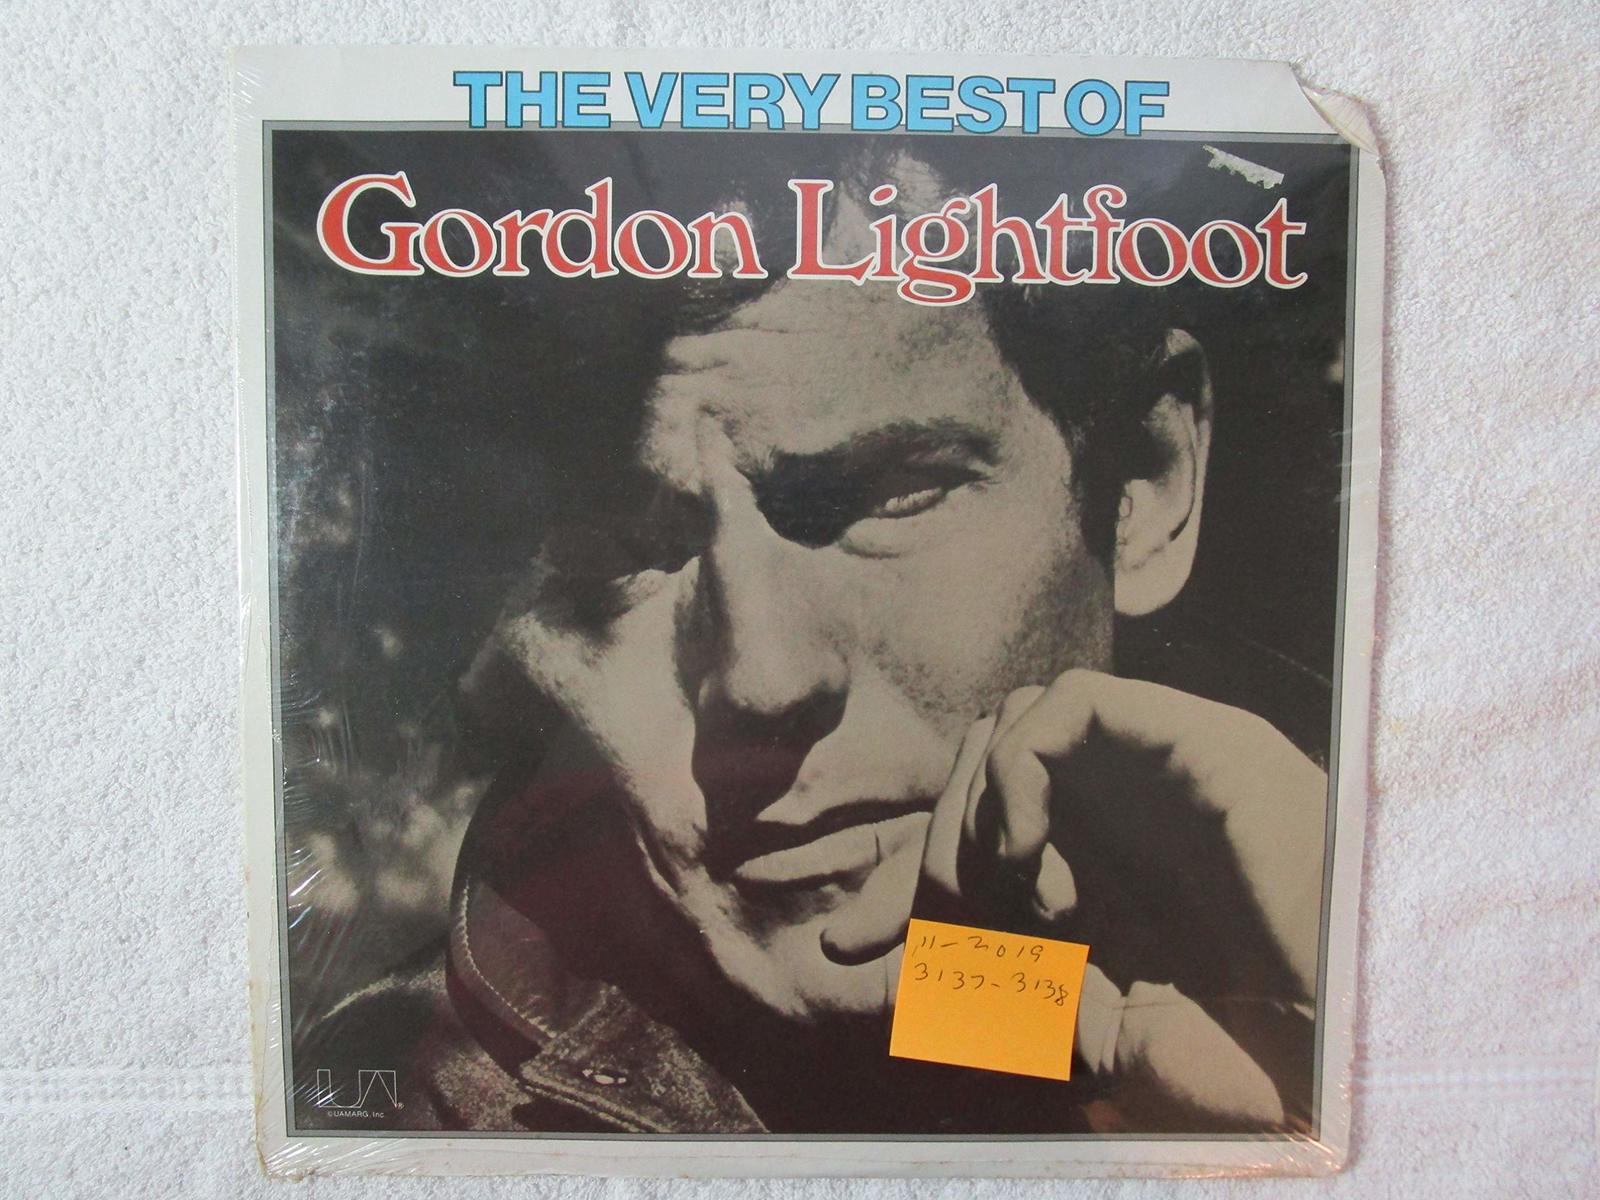 THE VERY BEST OF
Gordon Lightfoot
11-2019
3137-3138
UA®
©UAMARG, Inc.